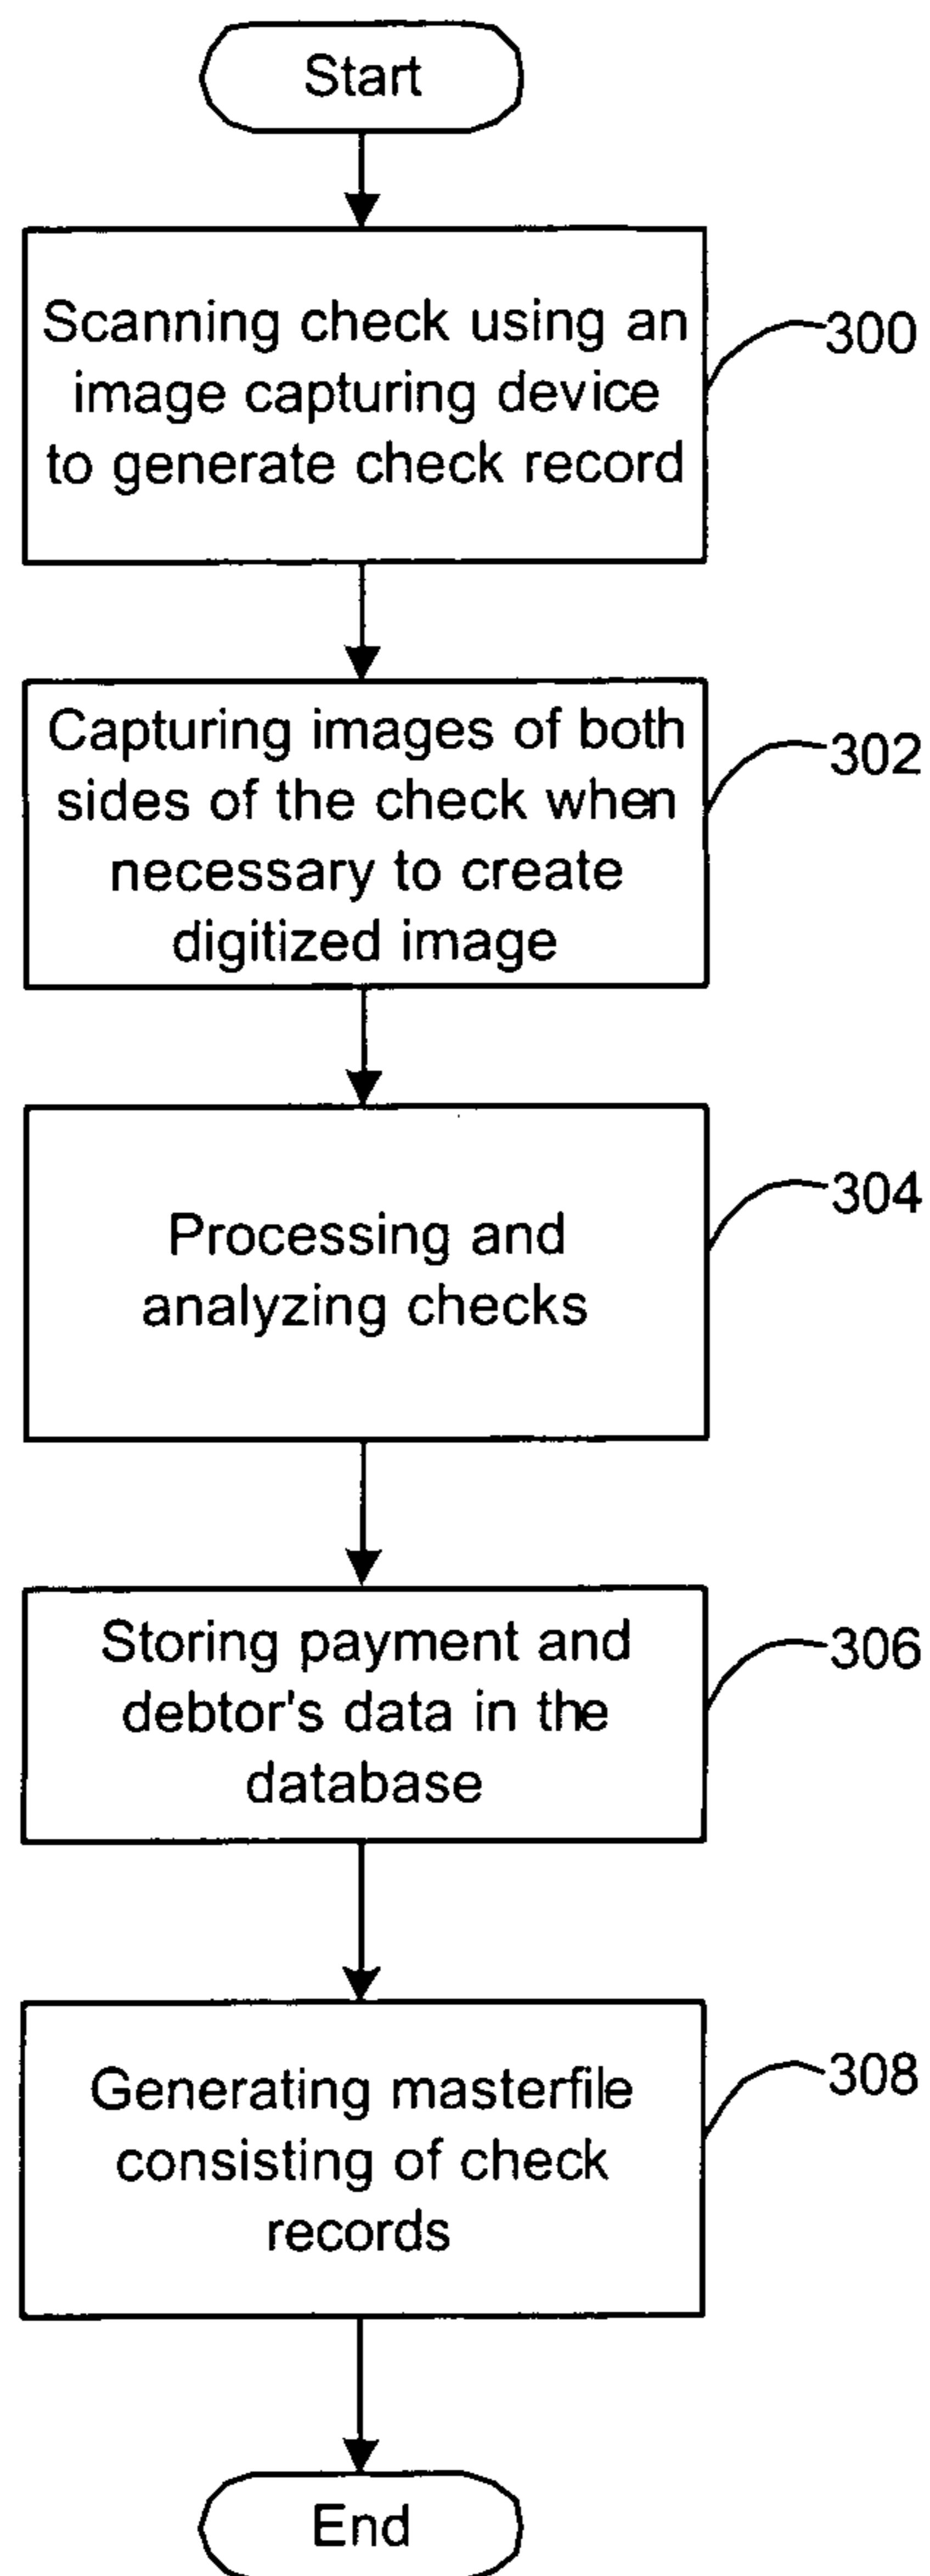 Start
Scanning check using an
image capturing device
to generate check record
300
Capturing images of both
sides of the check when
necessary to create
digitized image
302
Processing and
analyzing checks
304
Storing payment and
debtor's data in the
database
306
Generating masterfile
consisting of check
records
308
End